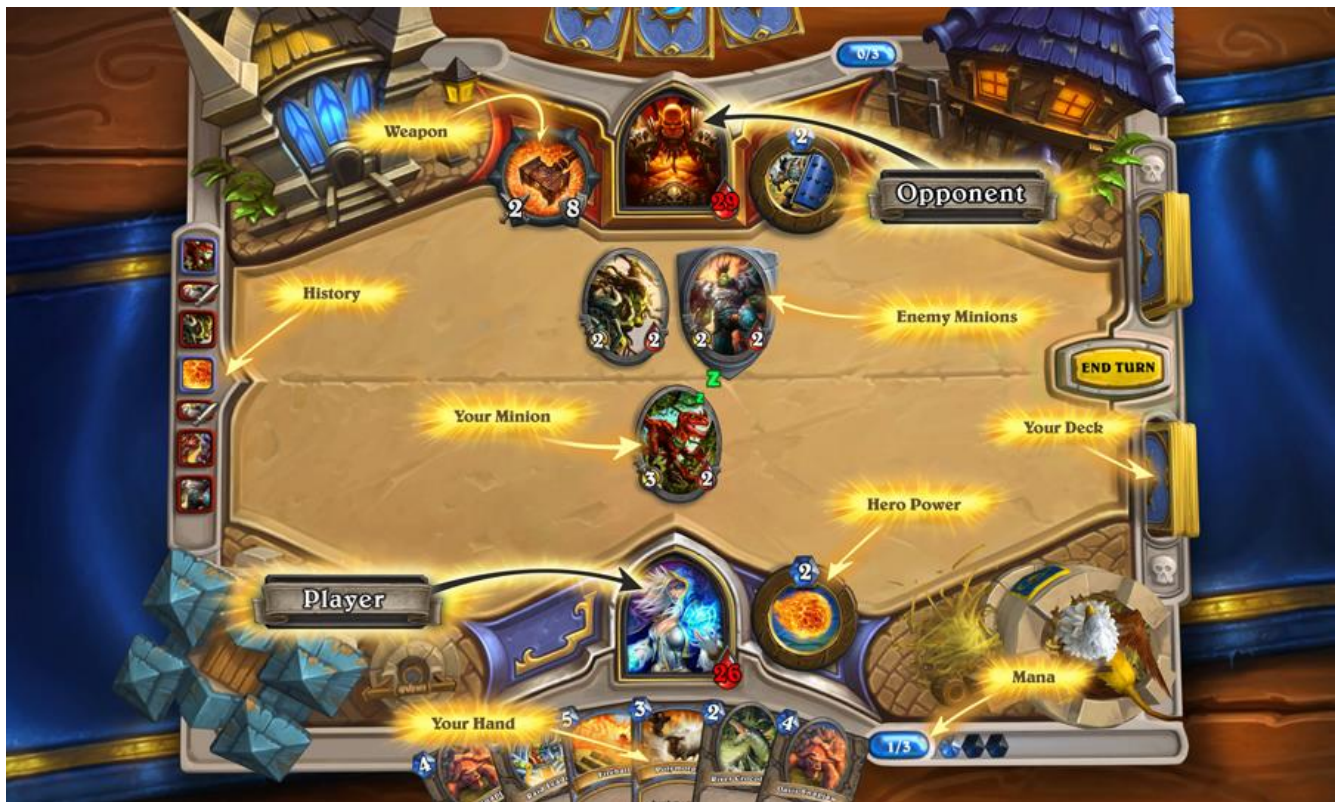 0/3
Weapon
2
2 8
29
Opponent
History
Enemy Minions
2 2
2 2
END TURN
Z
z
Your Minion
Your Deck
3 2
Hero Power
2
Player
26
Mana
Your Hand
5
3
2
4
4
1/3